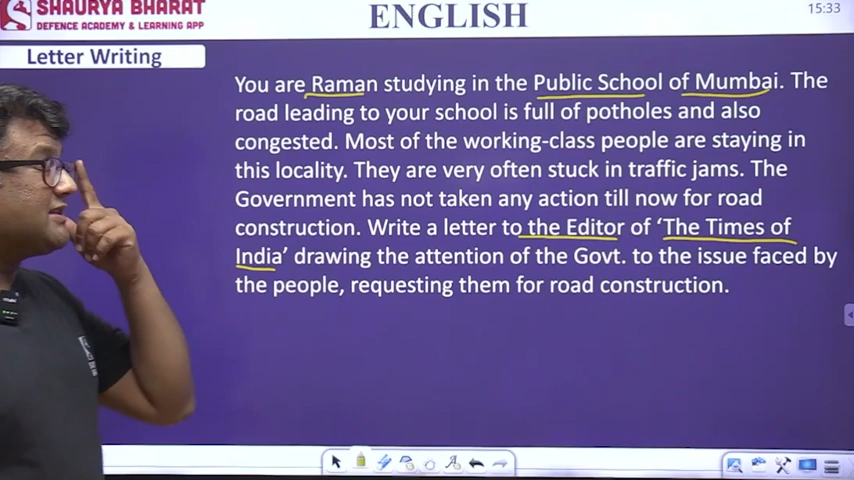 SHAURYA BHARAT
DEFENCE ACADEMY & LEARNING APP
ENGLISH
15:33
Letter Writing
You are Raman studying in the Public School of Mumbai. The
road leading to your school is full of potholes and also
congested. Most of the working-class people are staying in
this locality. They are very often stuck in traffic jams. The
Government has not taken any action till now for road
construction. Write a letter to the Editor of ‘The Times of
India’ drawing the attention of the Govt. to the issue faced by
the people, requesting them for road construction.